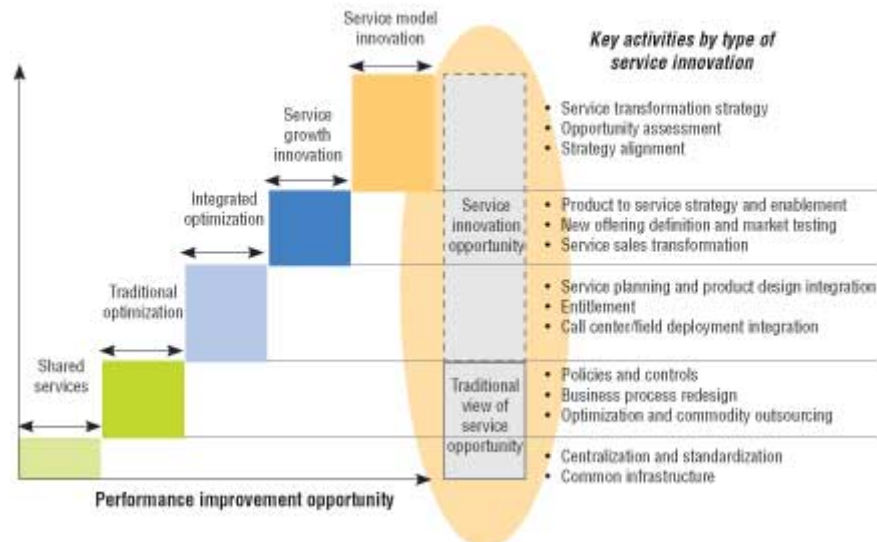 Service model
innovation
Key activities by type of
service innovation
Service
growth
innovation
• Service transformation strategy
• Opportunity assessment
• Strategy alignment
Integrated
optimization
Service
innovation
opportunity
• Product to service strategy and enablement
• New offering definition and market testing
• Service sales transformation
Traditional
optimization
• Service planning and product design integration
• Entitlement
• Call center/field deployment integration
Shared
services
Traditional
view of
service
opportunity
• Policies and controls
• Business process redesign
• Optimization and commodity outsourcing
• Centralization and standardization
• Common infrastructure
Performance improvement opportunity